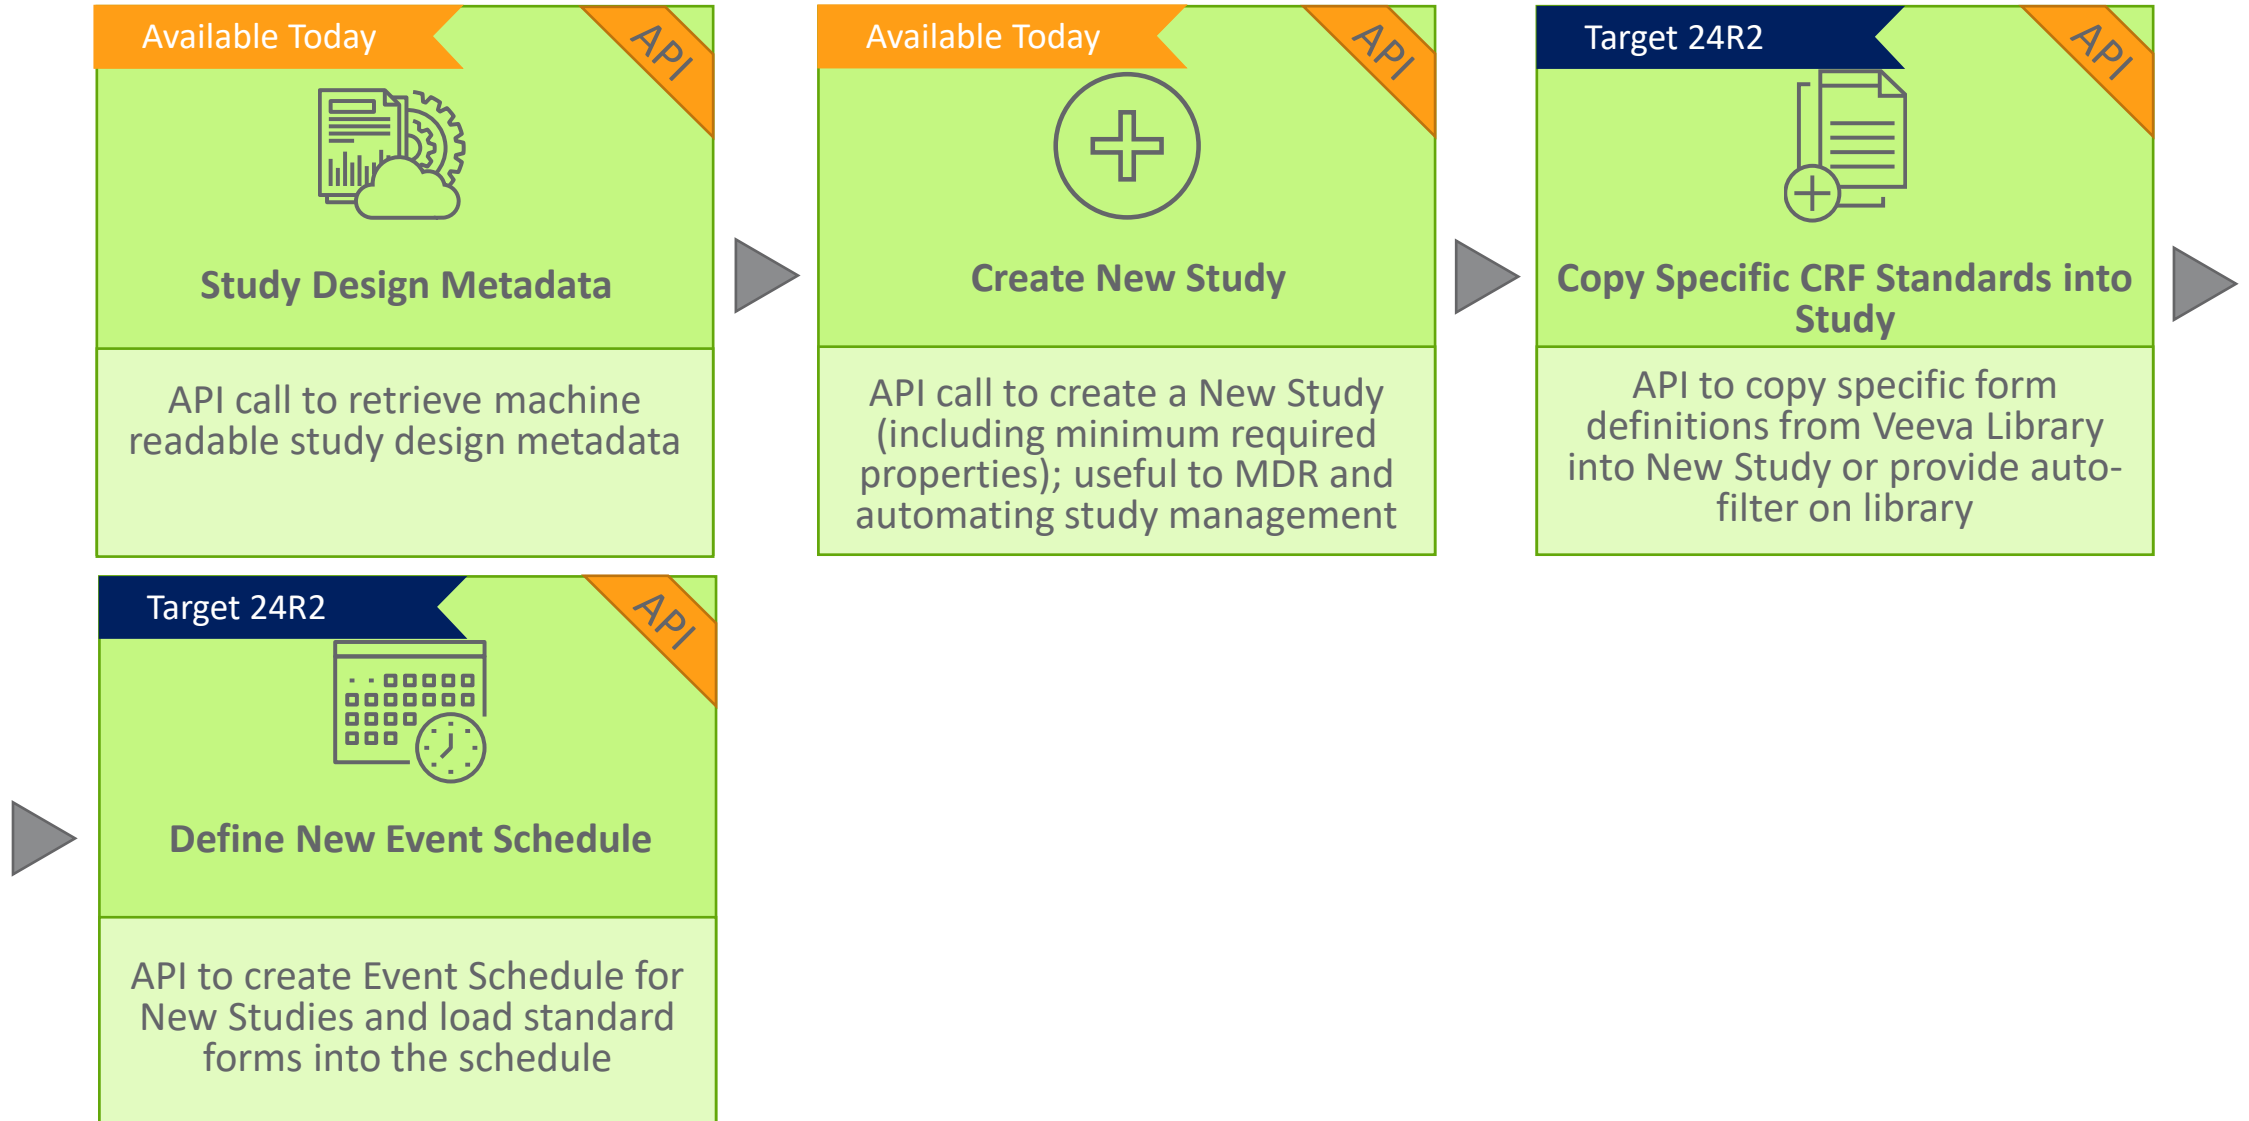 Available Today
API
Study Design Metadata
API call to retrieve machine
readable study design metadata
Available Today
API
Create New Study
API call to create a New Study
(including minimum required
properties); useful to MDR and
automating study management
Target 24R2
API
Copy Specific CRF Standards into
Study
API to copy specific form
definitions from Veeva Library
into New Study or provide auto-
filter on library
Target 24R2
API
Define New Event Schedule
API to create Event Schedule for
New Studies and load standard
forms into the schedule